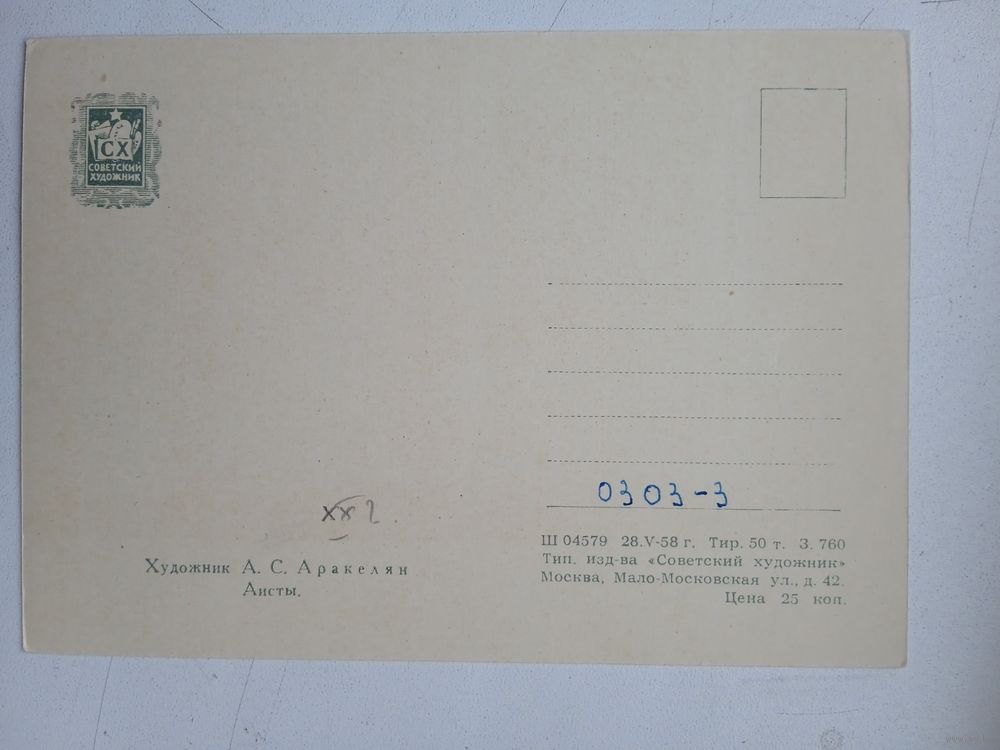 СХ
СОВЕТСКИЙ
ХУДОЖНИК
0303-3
Художник А. С. Аракелян
Аисты.
Ш 04579 28.V-58 г. Тир. 50 т. З. 760
Тип. изд-ва «Советский художник»
Москва, Мало-Московская ул., д. 42.
Цена 25 коп.